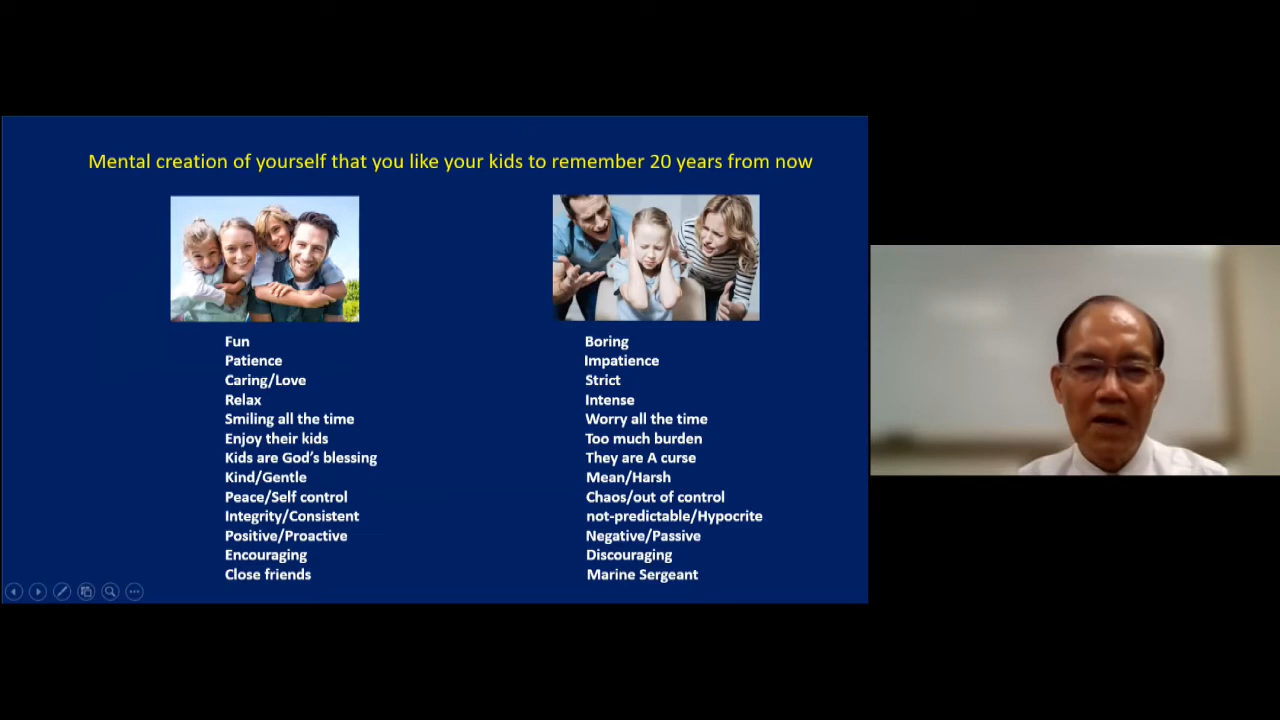 Mental creation of yourself that you like your kids to remember 20 years from now
Fun
Patience
Caring/Love
Relax
Smiling all the time
Enjoy their kids
Kids are God's blessing
Kind/Gentle
Peace/Self control
Integrity/Consistent
Positive/Proactive
Encouraging
Close friends
Boring
Impatience
Strict
Intense
Worry all the time
Too much burden
They are A curse
Mean/Harsh
Chaos/out of control
not-predictable/Hypocrite
Negative/Passive
Discouraging
Marine Sergeant